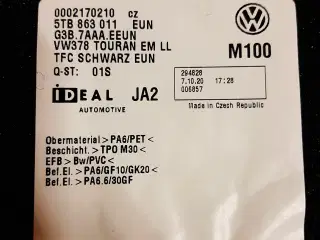 0002170210 cz
5TB 863 011 EUN
G3B.7AAA.EEUN
VW378 TOURAN EM LL
TFC SCHWARZ EUN
Q-ST: 01S
M100
294628
7.10.20 17:28
006857
Made in Czech Republic
IDEAL JA2
AUTOMOTIVE
Obermaterial >PA6/PET<
Beschicht. >TPO M30<
EFB >Bw/PVC<
Bef.El. >PA6/GF10/GK20<
Bef.El. >PA6.6/30GF